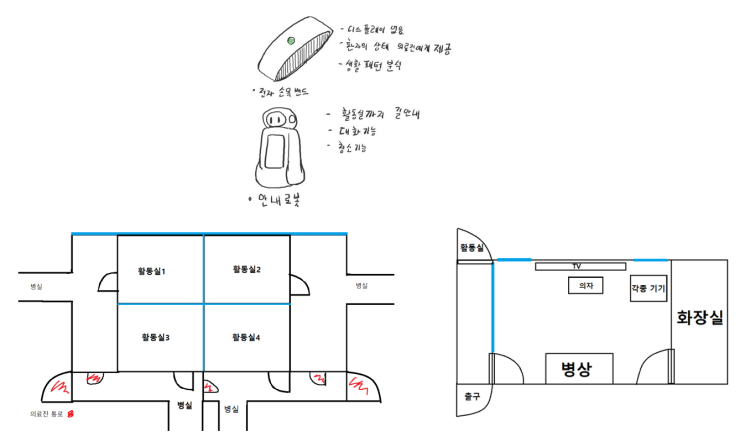 - 디스플레이 없음
- 환자의 상태 의료진에게 제공
- 생활 패턴 분석
• 전자 손목밴드
- 활동실까지 길안내
- 대화기능
- 청소기능
• 안내로봇
활동실1
활동실2
병실
병실
활동실3
활동실4
의료진 통로
병실
병실
활동실
TV
의자
각종 기기
화장실
병상
출구